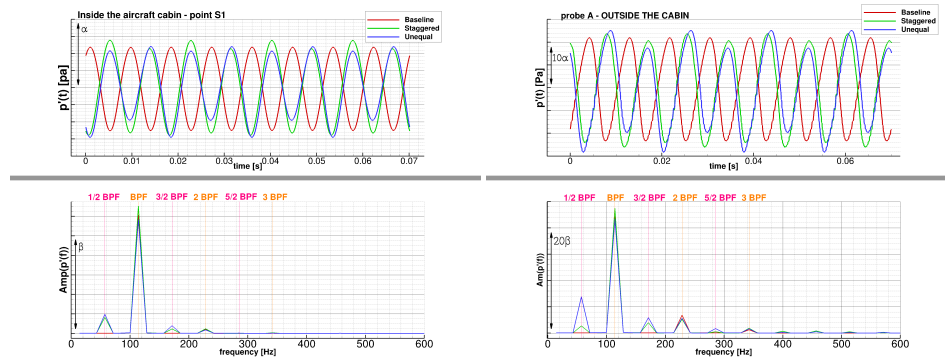 Inside the aircraft cabin - point S1
Baseline
Staggered
Unequal
α
p'(t) [pa]
0 0.01 0.02 0.03 0.04 0.05 0.06 0.07
time [s]
probe A - OUTSIDE THE CABIN
Baseline
Staggered
Unequal
10α
p'(t) [Pa]
0 0.02 0.04 0.06
time [s]
1/2 BPF BPF 3/2 BPF 2 BPF 5/2 BPF 3 BPF
β
Amp(p'(f))
0 100 200 300 400 500 600
frequency [Hz]
1/2 BPF BPF 3/2 BPF 2 BPF 5/2 BPF 3 BPF
20β
Am(p'(f))
0 100 200 300 400 500 600
frequency [Hz]